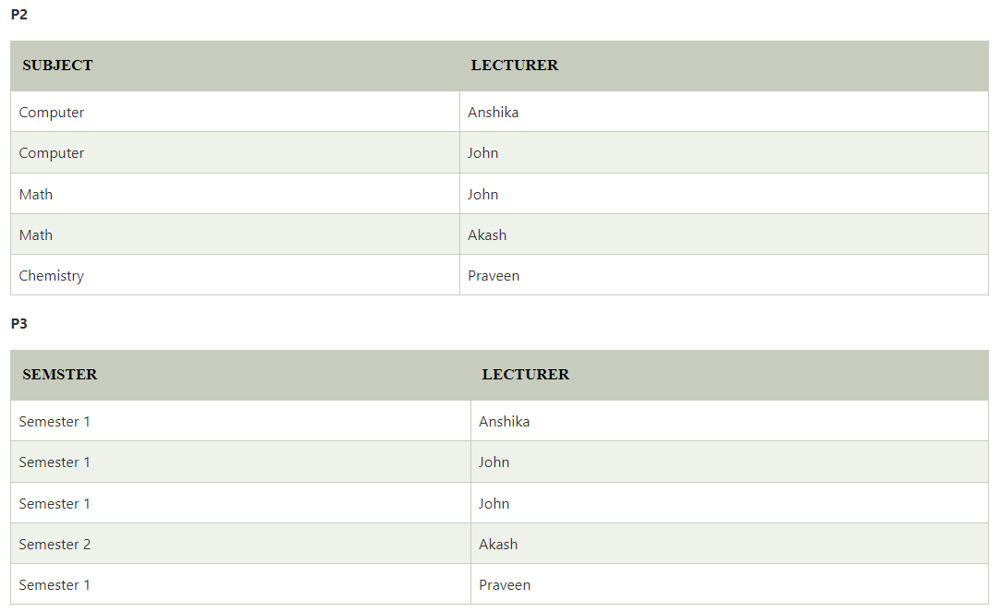 P2
SUBJECT LECTURER
Computer Anshika
Computer John
Math John
Math Akash
Chemistry Praveen
P3
SEMSTER LECTURER
Semester 1 Anshika
Semester 1 John
Semester 1 John
Semester 2 Akash
Semester 1 Praveen